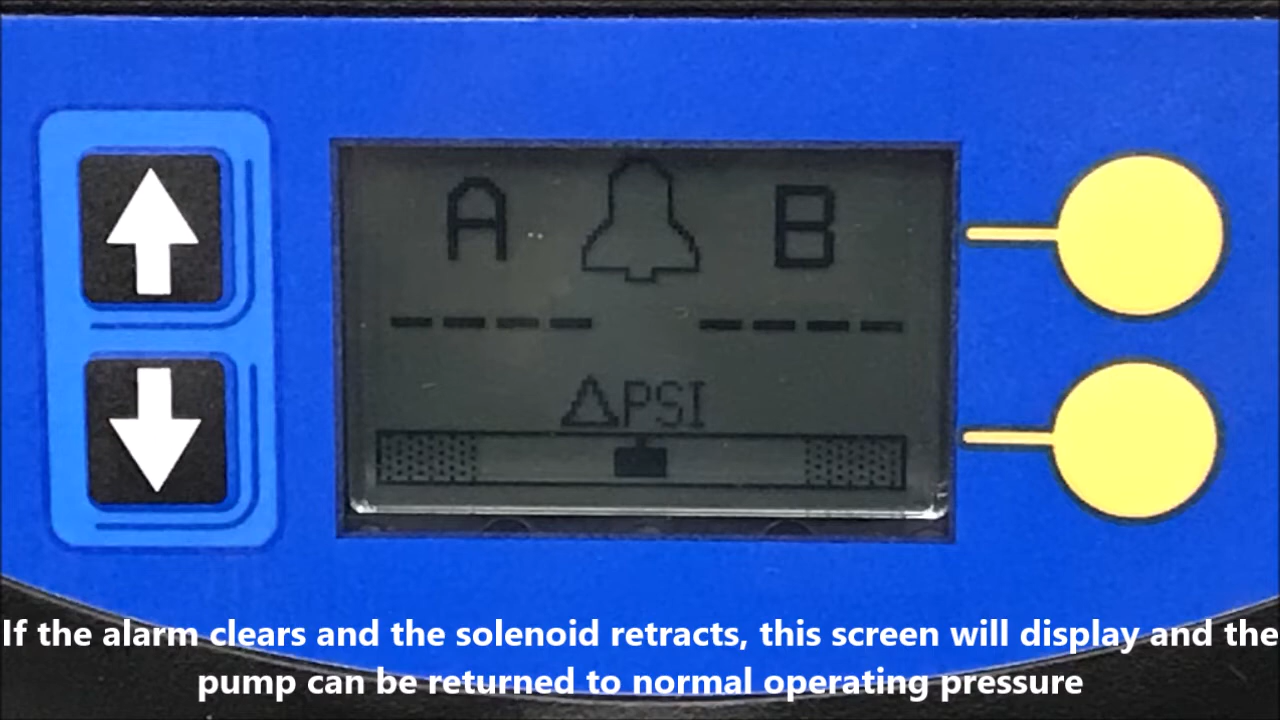 A B
---- ----
△PSI
If the alarm clears and the solenoid retracts, this screen will display and the
pump can be returned to normal operating pressure